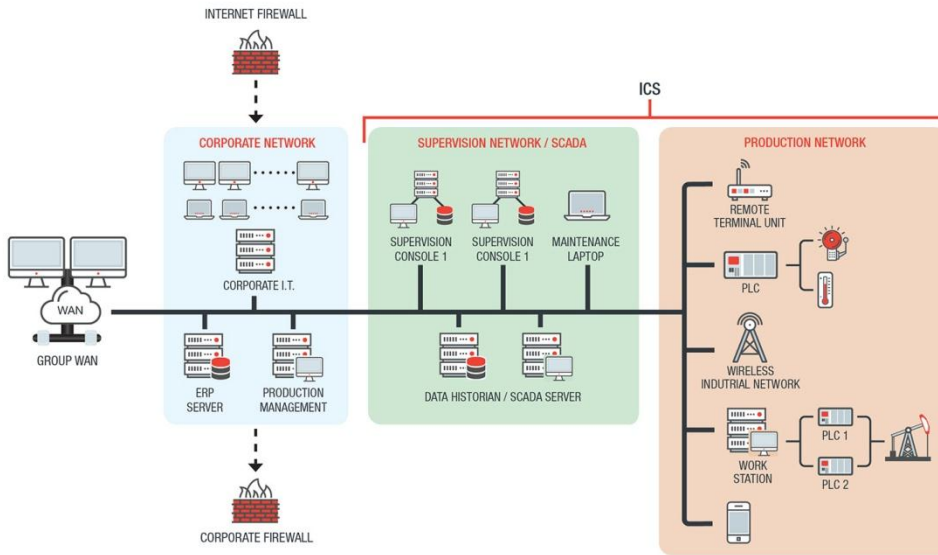 INTERNET FIREWALL
ICS
CORPORATE NETWORK
SUPERVISION NETWORK / SCADA
PRODUCTION NETWORK
REMOTE
TERMINAL UNIT
SUPERVISION
CONSOLE 1
SUPERVISION
CONSOLE 1
MAINTENANCE
LAPTOP
CORPORATE I.T.
PLC
WAN
GROUP WAN
ERP
SERVER
PRODUCTION
MANAGEMENT
DATA HISTORIAN / SCADA SERVER
WIRELESS
INDUTRIAL NETWORK
WORK
STATION
PLC 1
PLC 2
CORPORATE FIREWALL